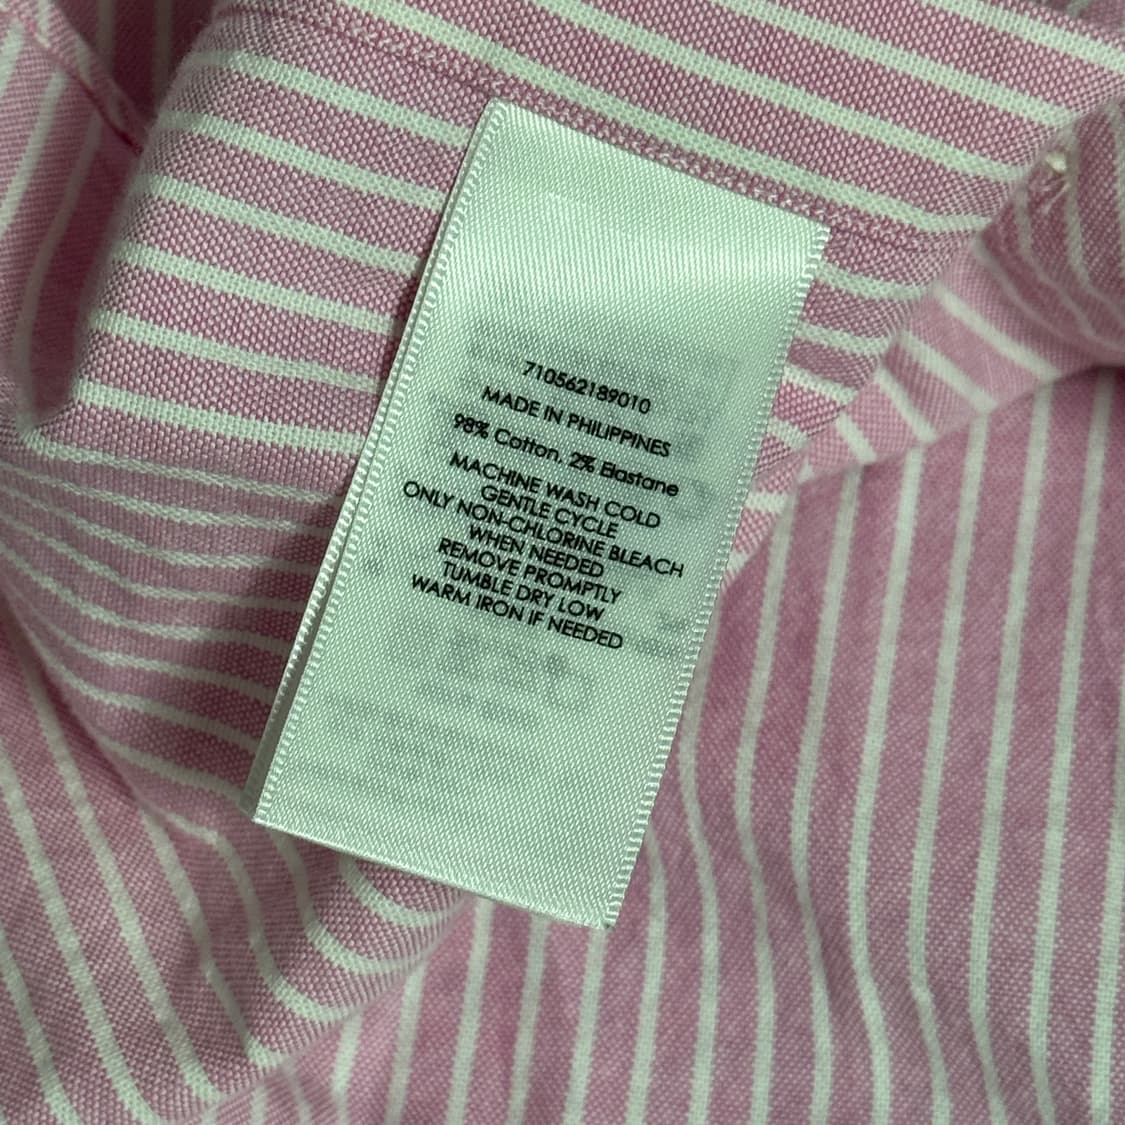 710562189010
MADE IN PHILIPPINES
98% Cotton, 2% Elastane
MACHINE WASH COLD
GENTLE CYCLE
ONLY NON-CHLORINE BLEACH
WHEN NEEDED
REMOVE PROMPTLY
TUMBLE DRY LOW
WARM IRON IF NEEDED